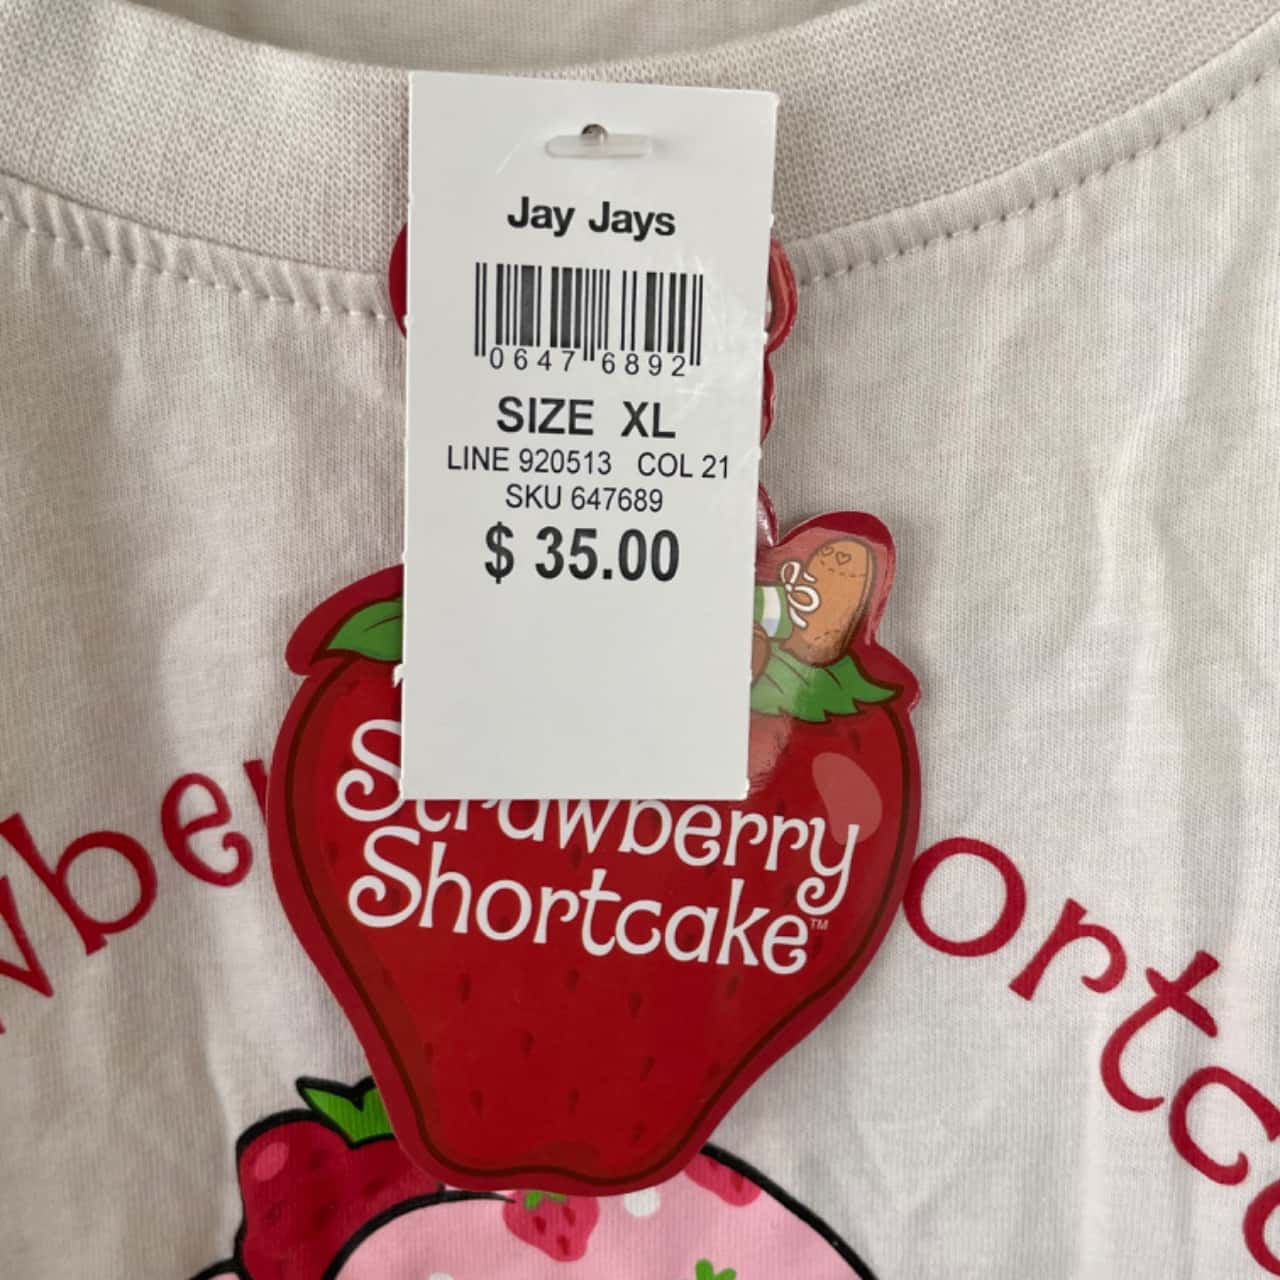 Jay Jays
0647 6892
SIZE XL
LINE 920513 COL 21
SKU 647689
$ 35.00
Strawberry
Shortcake™